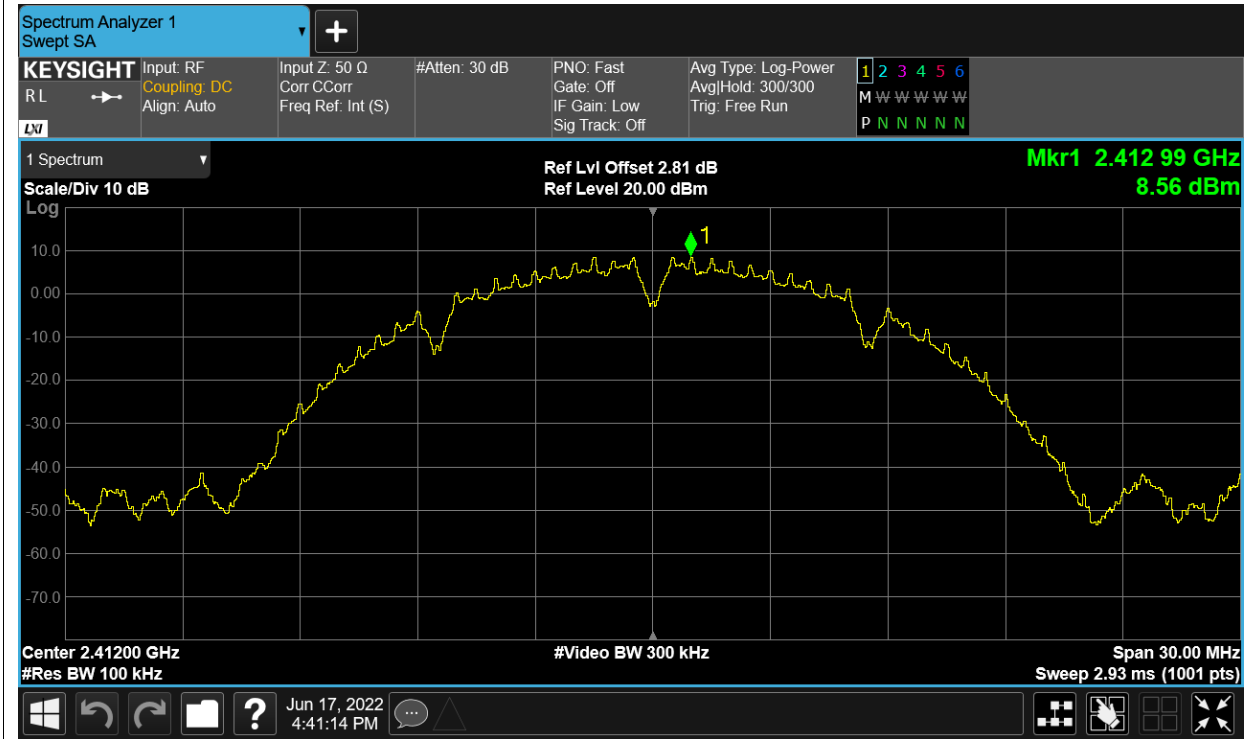 Spectrum Analyzer 1
Swept SA
▼
+
KEYSIGHT
R L
LXI
Input: RF
Coupling: DC
Align: Auto
Input Z: 50 Ω
Corr CCorr
Freq Ref: Int (S)
#Atten: 30 dB
PNO: Fast
Gate: Off
IF Gain: Low
Sig Track: Off
Avg Type: Log-Power
Avg|Hold: 300/300
Trig: Free Run
1 2 3 4 5 6
M W W W W W
P N N N N N
1 Spectrum
▼
Scale/Div 10 dB
Log
Ref Lvl Offset 2.81 dB
Ref Level 20.00 dBm
Mkr1 2.412 99 GHz
8.56 dBm
1
10.0
0.00
-10.0
-20.0
-30.0
-40.0
-50.0
-60.0
-70.0
Center 2.41200 GHz
#Res BW 100 kHz
#Video BW 300 kHz
Span 30.00 MHz
Sweep 2.93 ms (1001 pts)
?
Jun 17, 2022
4:41:14 PM